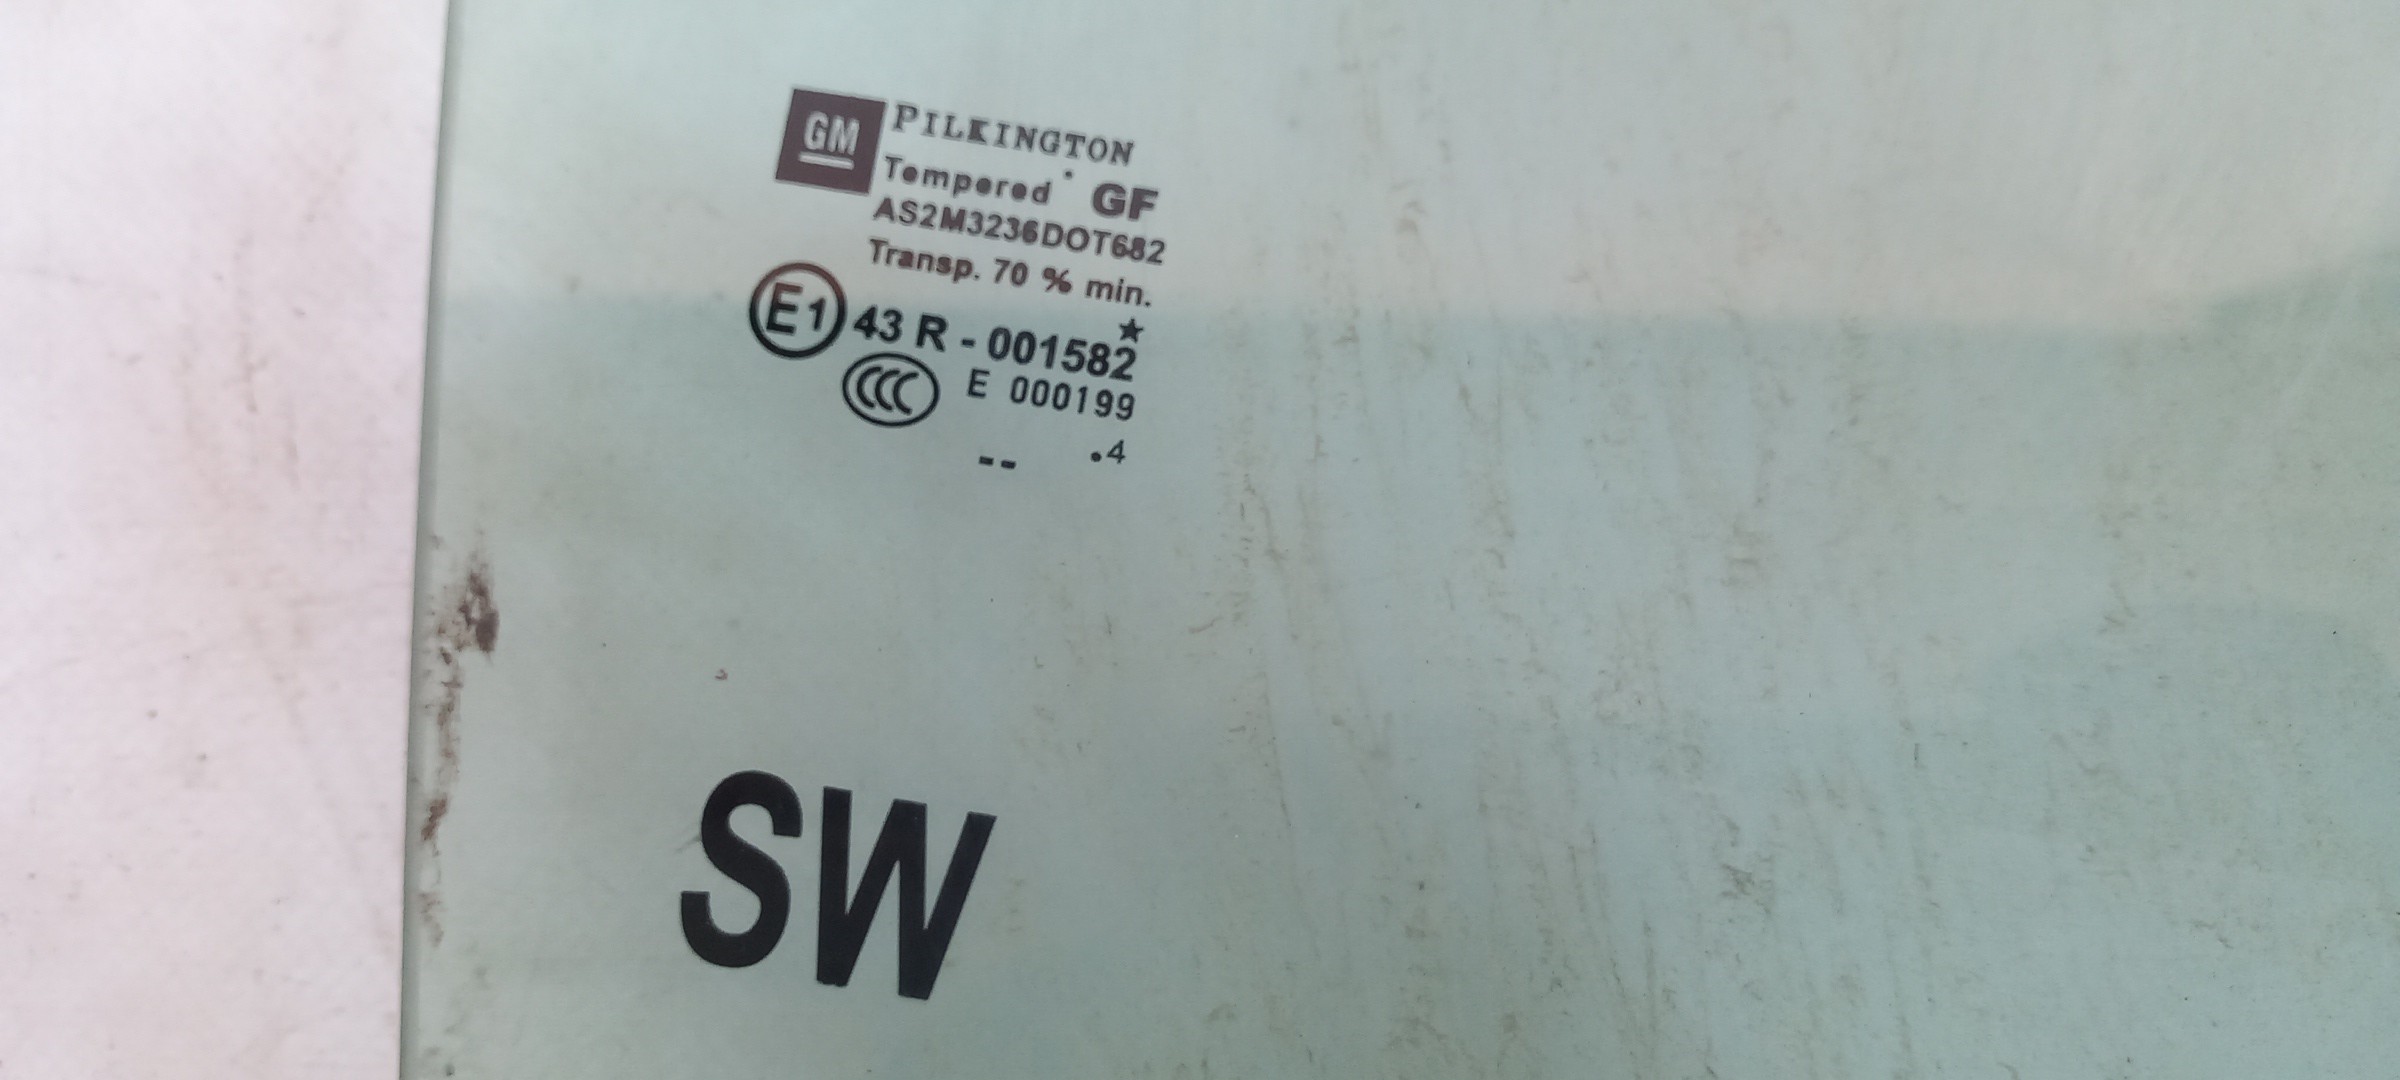 GM PILKINGTON
Tempered GF
AS2M3236DOT682
Transp. 70 % min.
E1 43 R - 001582
CCC E 000199
-- .4
SW